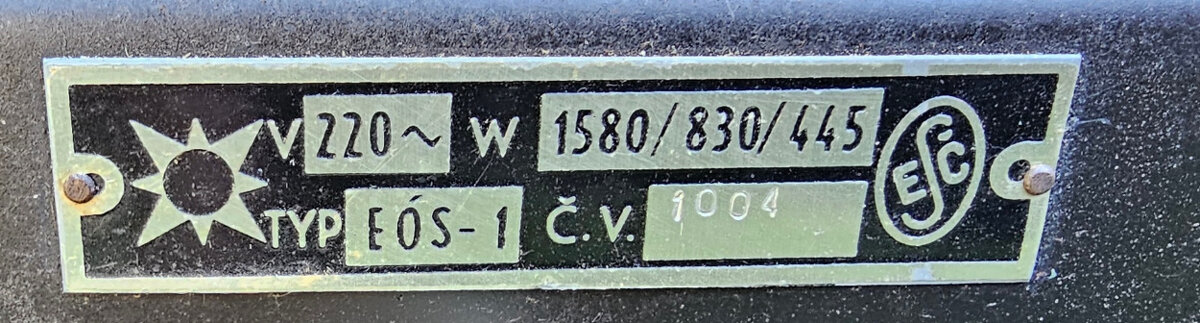 V 220~ W 1580/830/445
TYP EÓS-1 Č.V. 1004
ESC